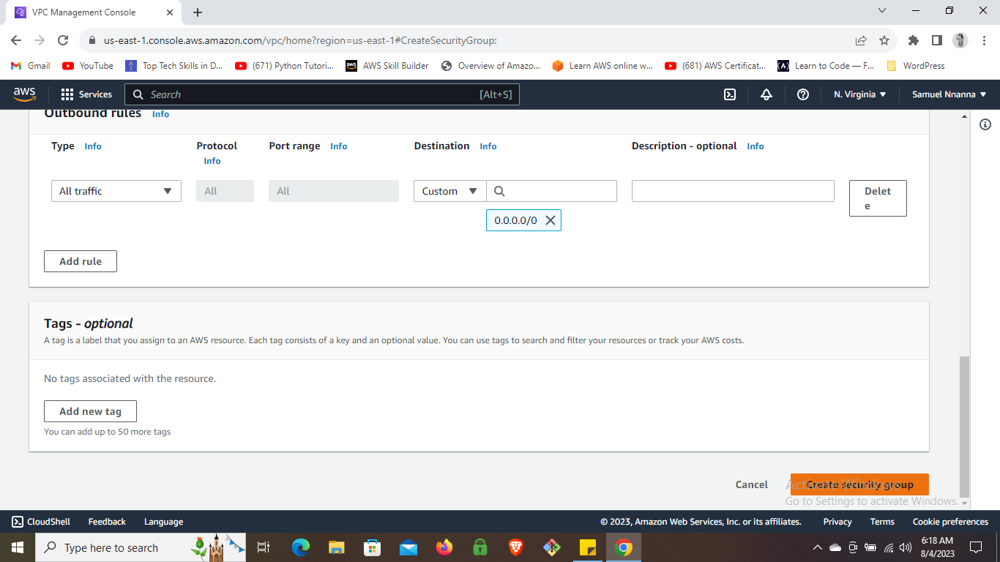 VPC Management Console
us-east-1.console.aws.amazon.com/vpc/home?region=us-east-1#CreateSecurityGroup:
Gmail YouTube Top Tech Skills in D... (671) Python Tutori... AWS Skill Builder Overview of Amazo... Learn AWS online w... (681) AWS Certificat... Learn to Code — F... WordPress
aws Services Search [Alt+S] N. Virginia Samuel Nnanna
Outbound rules Info
Type Info Protocol Info Port range Info Destination Info Description - optional Info
All traffic All All Custom Delete
0.0.0.0/0
Add rule
Tags - optional
A tag is a label that you assign to an AWS resource. Each tag consists of a key and an optional value. You can use tags to search and filter your resources or track your AWS costs.
No tags associated with the resource.
Add new tag
You can add up to 50 more tags
Cancel Create security group
Activate Windows
Go to Settings to activate Windows.
CloudShell Feedback Language © 2023, Amazon Web Services, Inc. or its affiliates. Privacy Terms Cookie preferences
Type here to search 6:18 AM
8/4/2023